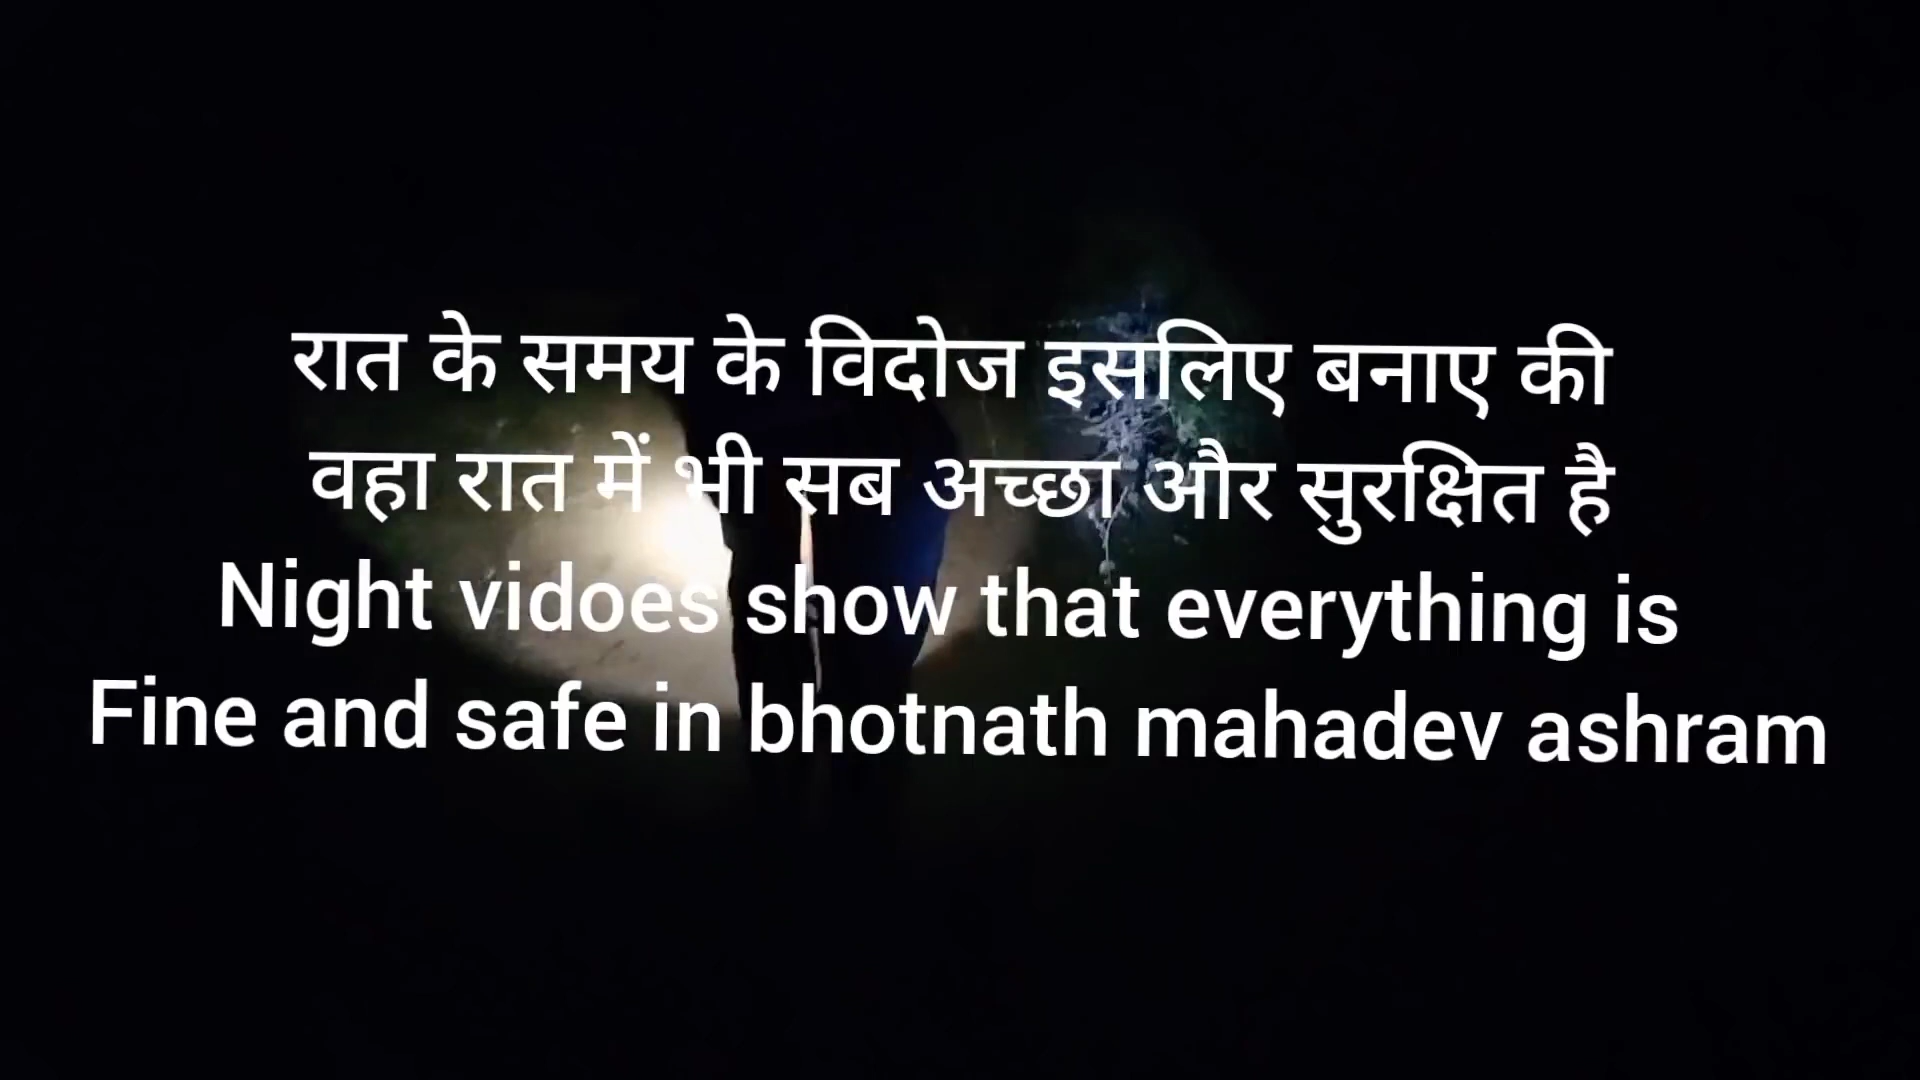 रात के समय के विदोज इसलिए बनाए की
वहा रात में भी सब अच्छा और सुरक्षित है
Night vidoes show that everything is
Fine and safe in bhotnath mahadev ashram